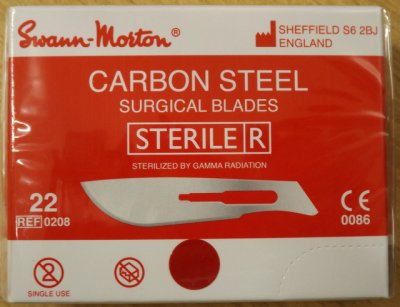 Swann-Morton®
SHEFFIELD S6 2BJ
ENGLAND
CARBON STEEL
SURGICAL BLADES
STERILE R
STERILIZED BY GAMMA RADIATION
22
REF 0208
CE
0086
2
SINGLE USE